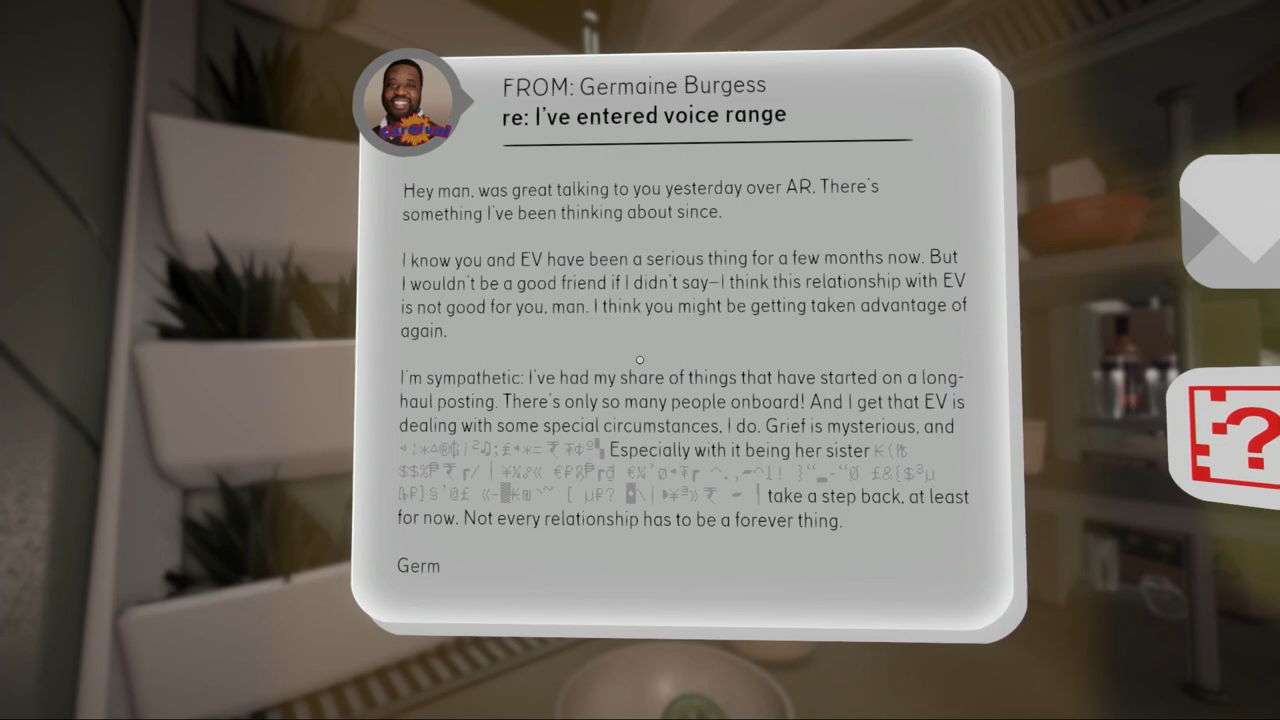 Carnival
FROM: Germaine Burgess
re: I've entered voice range
Hey man, was great talking to you yesterday over AR. There's
something I've been thinking about since.
I know you and EV have been a serious thing for a few months now. But
I wouldn't be a good friend if I didn't say—I think this relationship with EV
is not good for you, man. I think you might be getting taken advantage of
again.
I'm sympathetic: I've had my share of things that have started on a long-
haul posting. There's only so many people onboard! And I get that EV is
dealing with some special circumstances, I do. Grief is mysterious, and
Especially with it being her sister
take a step back, at least
for now. Not every relationship has to be a forever thing.
Germ
?